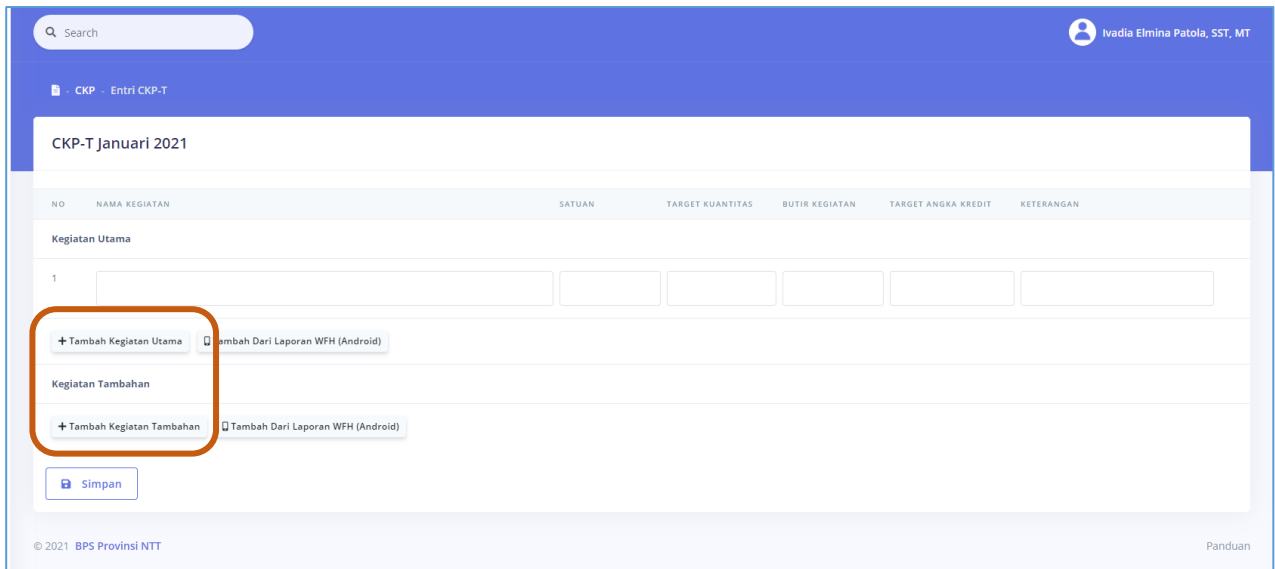 Search
Ivadia Elmina Patola, SST, MT
- CKP - Entri CKP-T
CKP-T Januari 2021
NO NAMA KEGIATAN SATUAN TARGET KUANTITAS BUTIR KEGIATAN TARGET ANGKA KREDIT KETERANGAN
Kegiatan Utama
1
+ Tambah Kegiatan Utama ambah Dari Laporan WFH (Android)
Kegiatan Tambahan
+ Tambah Kegiatan Tambahan Tambah Dari Laporan WFH (Android)
Simpan
© 2021 BPS Provinsi NTT Panduan